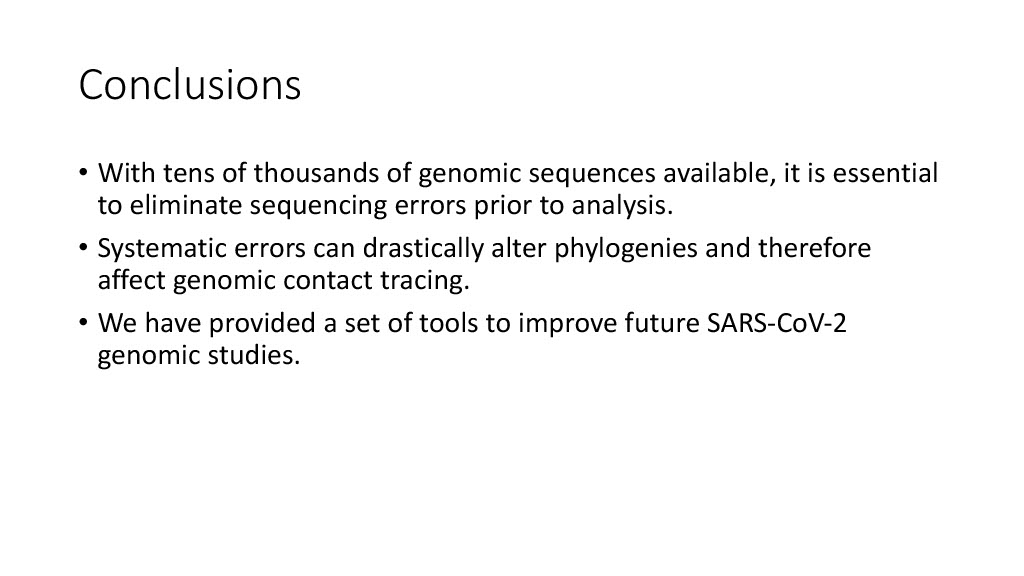 Conclusions
• With tens of thousands of genomic sequences available, it is essential
to eliminate sequencing errors prior to analysis.
• Systematic errors can drastically alter phylogenies and therefore
affect genomic contact tracing.
• We have provided a set of tools to improve future SARS-CoV-2
genomic studies.